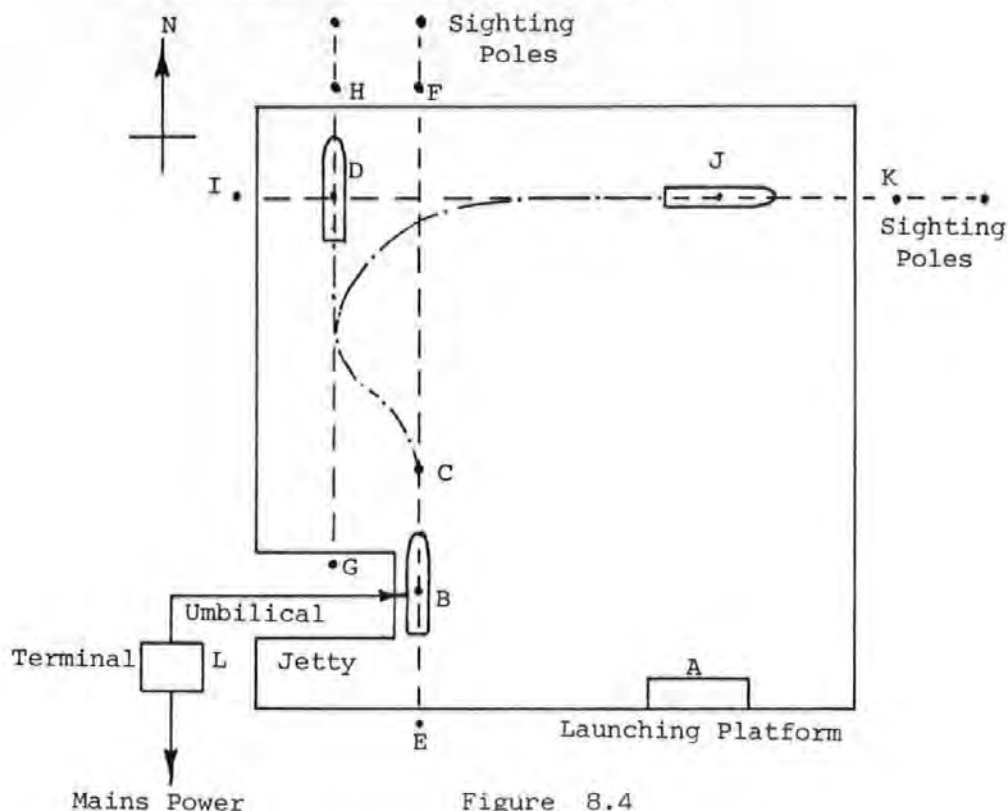 N
Sighting
Poles
H
F
D
I
J
K
Sighting
Poles
C
G
B
Umbilical
Terminal
L
Jetty
A
Launching Platform
E
Mains Power
Figure 8.4